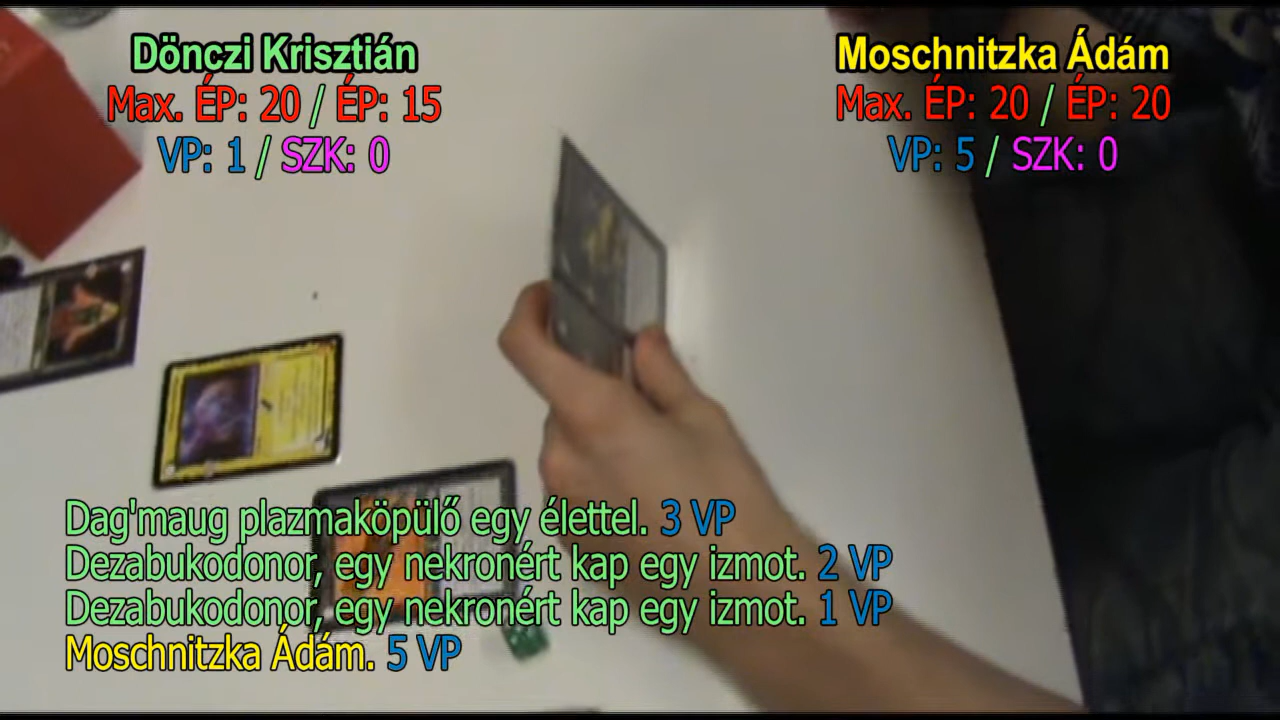 Dönczi Krisztián
Max. ÉP: 20 / ÉP: 15
VP: 1 / SZK: 0
Moschnitzka Ádám
Max. ÉP: 20 / ÉP: 20
VP: 5 / SZK: 0
Dag'maug plazmaköpülő egy élettel. 3 VP
Dezabukodonor, egy nekronért kap egy izmot. 2 VP
Dezabukodonor, egy nekronért kap egy izmot. 1 VP
Moschnitzka Ádám. 5 VP